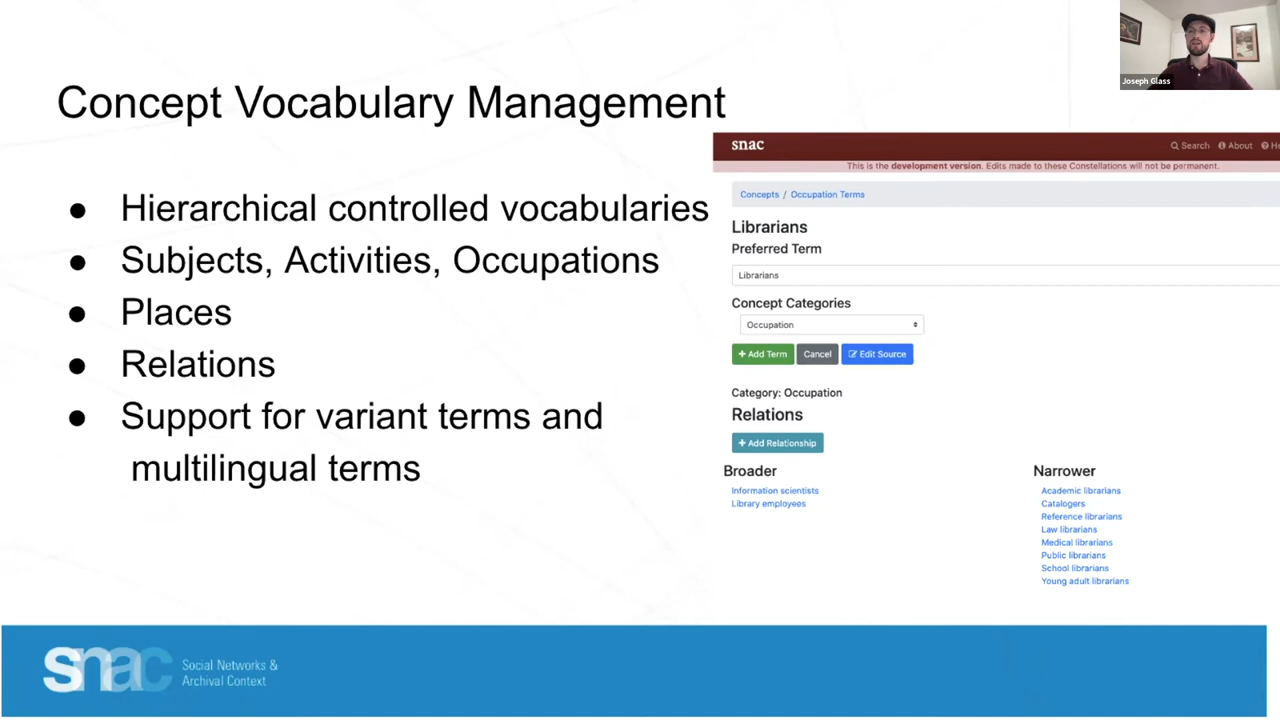 Joseph Glass
Concept Vocabulary Management
● Hierarchical controlled vocabularies
● Subjects, Activities, Occupations
● Places
● Relations
● Support for variant terms and
multilingual terms
snac
Search About He
This is the development version. Edits made to these Constellations will not be permanent.
Concepts / Occupation Terms
Librarians
Preferred Term
Librarians
Concept Categories
Occupation
+ Add Term Cancel Edit Source
Category: Occupation
Relations
+ Add Relationship
Broader
Information scientists
Library employees
Narrower
Academic librarians
Catalogers
Reference librarians
Law librarians
Medical librarians
Public librarians
School librarians
Young adult librarians
snac
Social Networks &
Archival Context